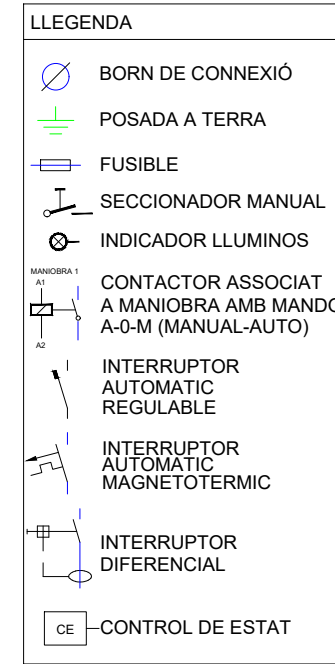 LLEGENDA
BORN DE CONNEXIÓ
POSADA A TERRA
FUSIBLE
SECCIONADOR MANUAL
INDICADOR LLUMINOS
MANIOBRA 1
A1
A2
CONTACTOR ASSOCIAT
A MANIOBRA AMB MANDO
A-0-M (MANUAL-AUTO)
INTERRUPTOR
AUTOMATIC
REGULABLE
INTERRUPTOR
AUTOMATIC
MAGNETOTERMIC
INTERRUPTOR
DIFERENCIAL
CE
CONTROL DE ESTAT